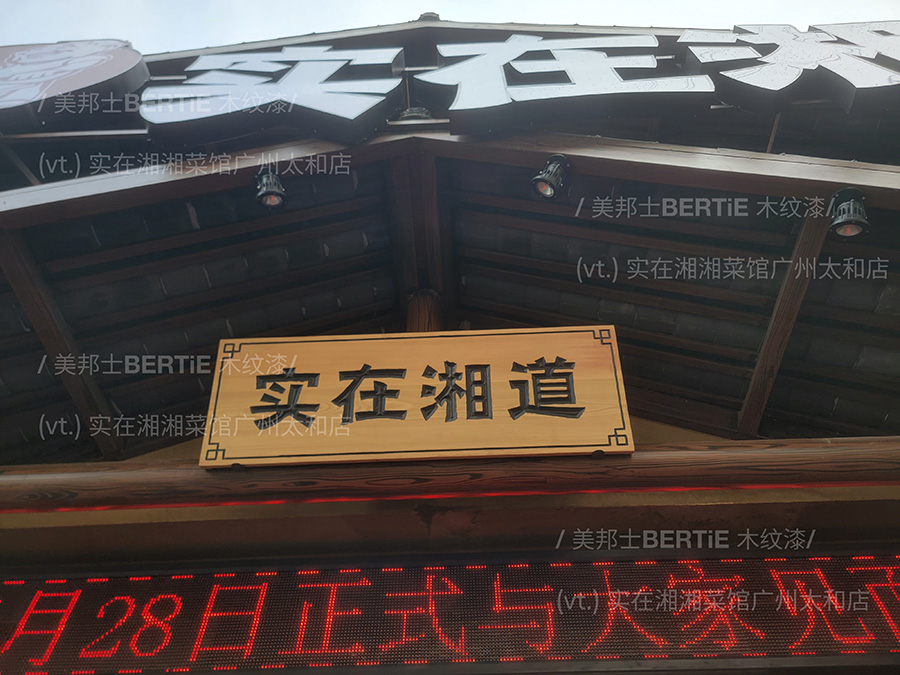 实在
/ 美邦士BERTiE 木纹漆/
(vt.) 实在湘湘菜馆广州太和店
/ 美邦士BERTiE 木纹漆/
(vt.) 实在湘湘菜馆广州太和店
/ 美邦士BERTiE 木纹漆/
实在湘道
(vt.) 实在湘湘菜馆广州太和店
/ 美邦士BERTiE 木纹漆/
月28日正式与大家见
(vt.) 实在湘湘菜馆广州太和店